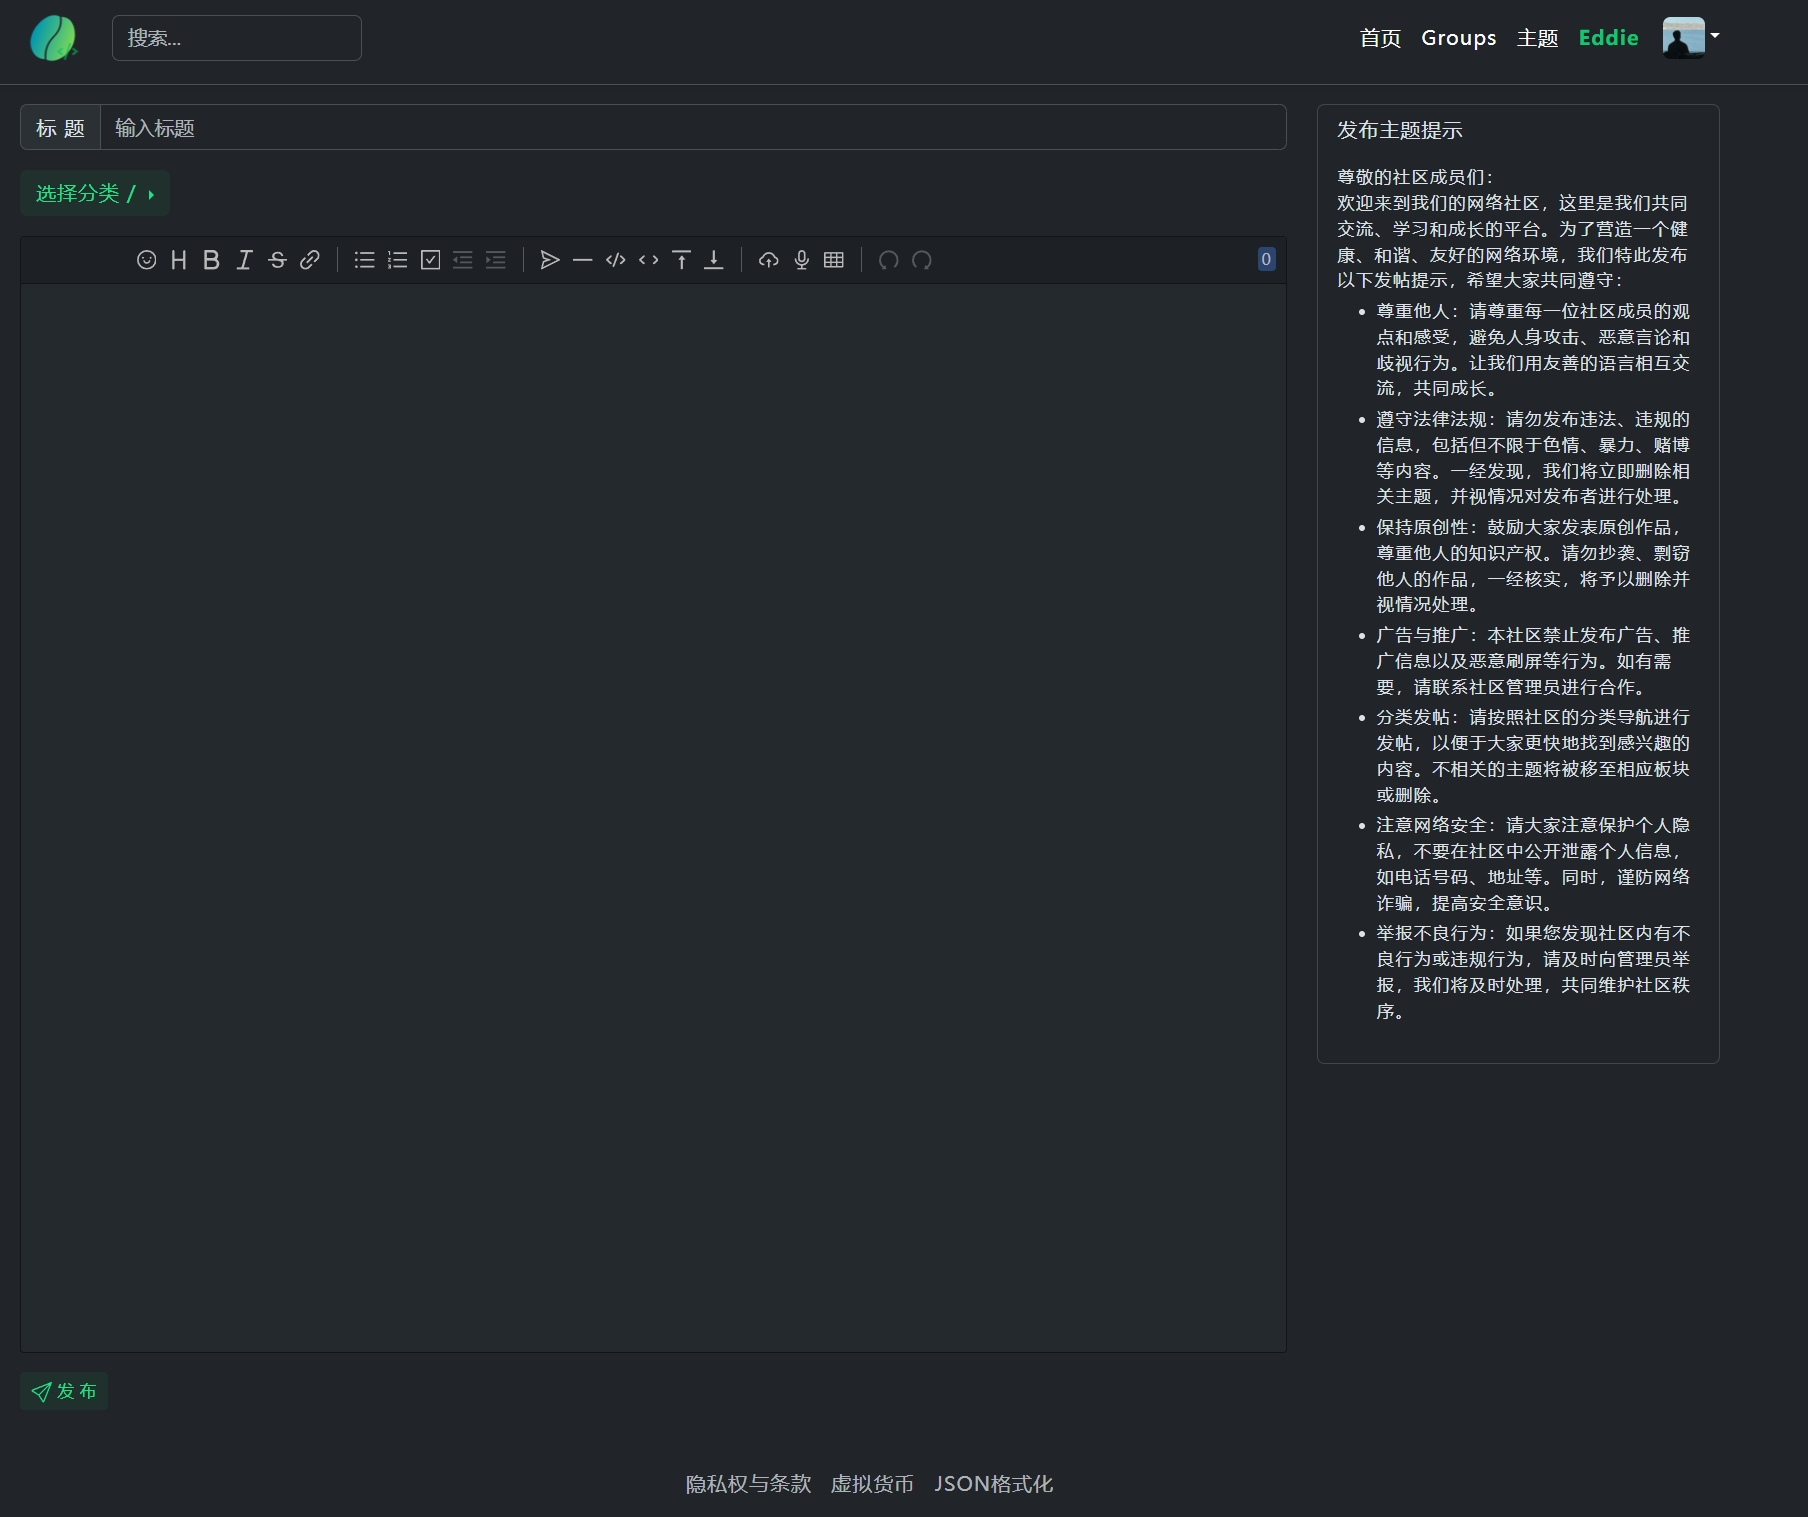 搜索...
首页 Groups 主题 Eddie
标 题 输入标题
选择分类 /
0
发 布
发布主题提示
尊敬的社区成员们：
欢迎来到我们的网络社区，这里是我们共同
交流、学习和成长的平台。为了营造一个健
康、和谐、友好的网络环境，我们特此发布
以下发帖提示，希望大家共同遵守：
尊重他人：请尊重每一位社区成员的观
点和感受，避免人身攻击、恶意言论和
歧视行为。让我们用友善的语言相互交
流，共同成长。
遵守法律法规：请勿发布违法、违规的
信息，包括但不限于色情、暴力、赌博
等内容。一经发现，我们将立即删除相
关主题，并视情况对发布者进行处理。
保持原创性：鼓励大家发表原创作品，
尊重他人的知识产权。请勿抄袭、剽窃
他人的作品，一经核实，将予以删除并
视情况处理。
广告与推广：本社区禁止发布广告、推
广信息以及恶意刷屏等行为。如有需
要，请联系社区管理员进行合作。
分类发帖：请按照社区的分类导航进行
发帖，以便于大家更快地找到感兴趣的
内容。不相关的主题将被移至相应板块
或删除。
注意网络安全：请大家注意保护个人隐
私，不要在社区中公开泄露个人信息，
如电话号码、地址等。同时，谨防网络
诈骗，提高安全意识。
举报不良行为：如果您发现社区内有不
良行为或违规行为，请及时向管理员举
报，我们将及时处理，共同维护社区秩
序。
隐私权与条款 虚拟货币 JSON格式化